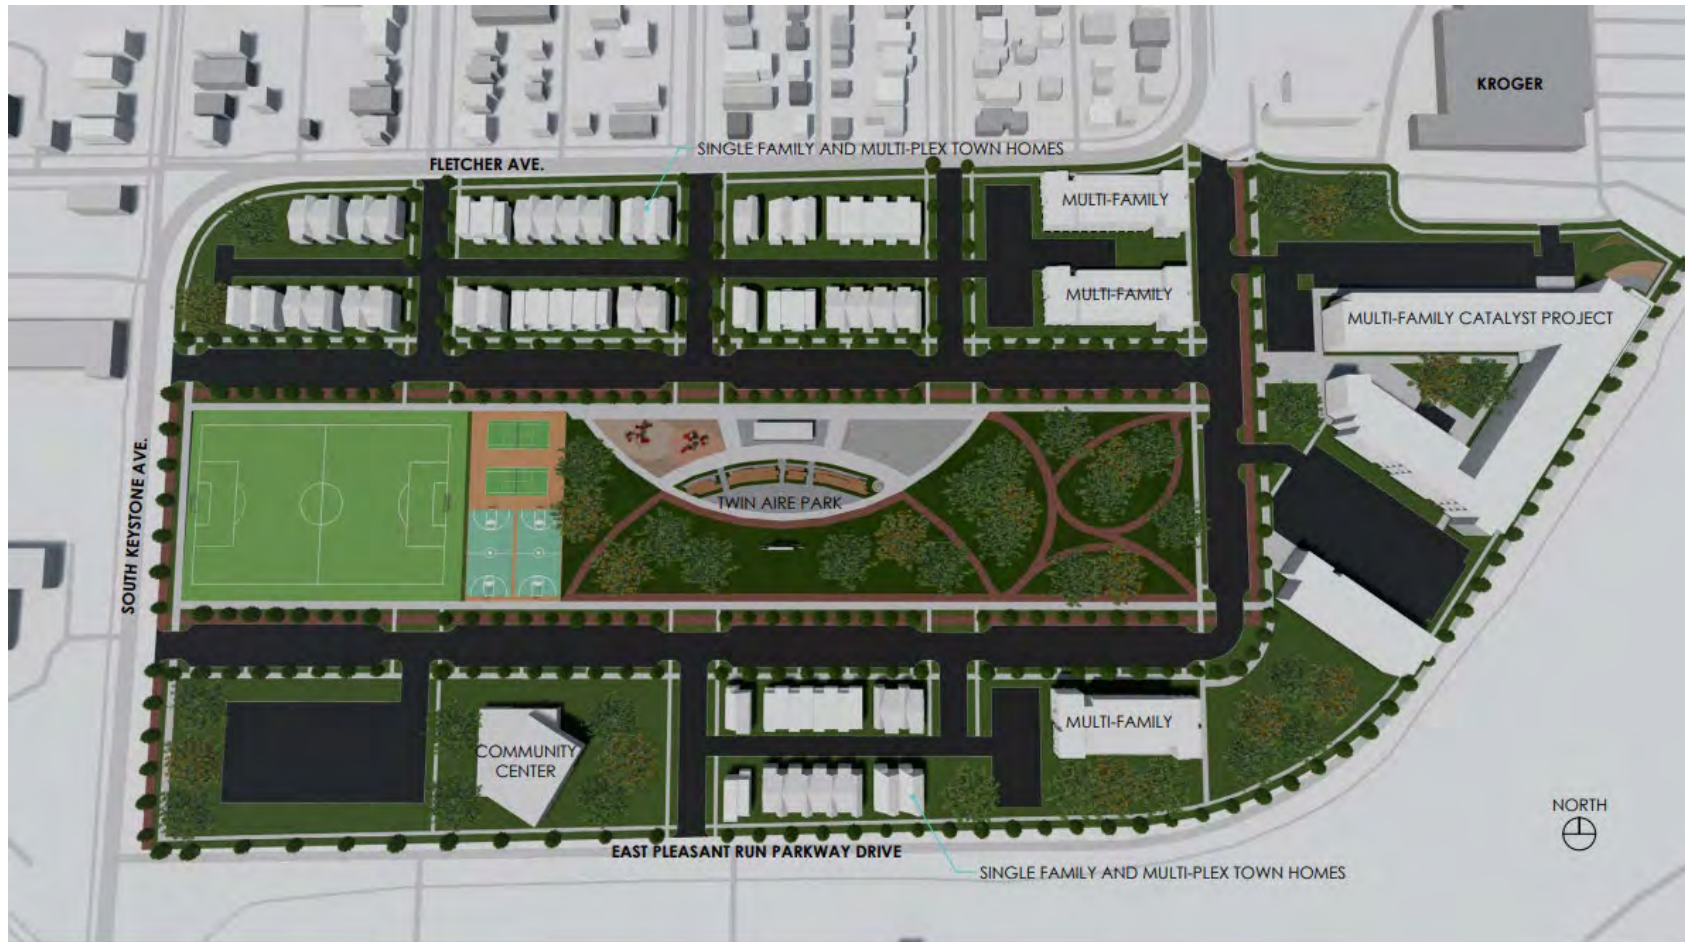 KROGER
SINGLE FAMILY AND MULTI-PLEX TOWN HOMES
FLETCHER AVE.
MULTI-FAMILY
MULTI-FAMILY
MULTI-FAMILY CATALYST PROJECT
SOUTH KEYSTONE AVE.
TWIN AIRE PARK
MULTI-FAMILY
COMMUNITY
CENTER
NORTH
EAST PLEASANT RUN PARKWAY DRIVE
SINGLE FAMILY AND MULTI-PLEX TOWN HOMES